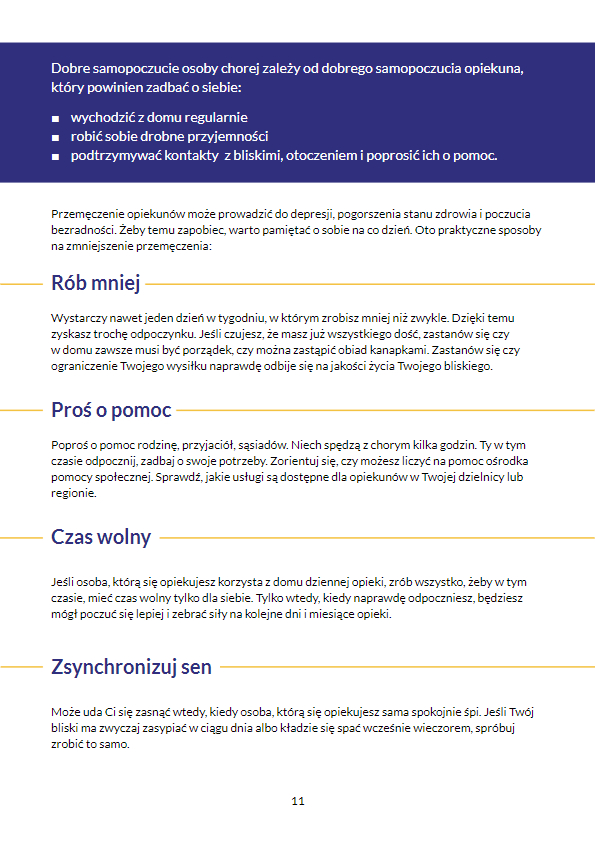 Dobre samopoczucie osoby chorej zależy od dobrego samopoczucia opiekuna,
który powinien zadbać o siebie:
▪ wychodzić z domu regularnie
▪ robić sobie drobne przyjemności
▪ podtrzymywać kontakty z bliskimi, otoczeniem i poprosić ich o pomoc.
Przemęczenie opiekunów może prowadzić do depresji, pogorszenia stanu zdrowia i poczucia
bezradności. Żeby temu zapobiec, warto pamiętać o sobie na co dzień. Oto praktyczne sposoby
na zmniejszenie przemęczenia:
Rób mniej
Wystarczy nawet jeden dzień w tygodniu, w którym zrobisz mniej niż zwykle. Dzięki temu
zyskasz trochę odpoczynku. Jeśli czujesz, że masz już wszystkiego dość, zastanów się czy
w domu zawsze musi być porządek, czy można zastąpić obiad kanapkami. Zastanów się czy
ograniczenie Twojego wysiłku naprawdę odbije się na jakości życia Twojego bliskiego.
Proś o pomoc
Poproś o pomoc rodzinę, przyjaciół, sąsiadów. Niech spędzą z chorym kilka godzin. Ty w tym
czasie odpocznij, zadbaj o swoje potrzeby. Zorientuj się, czy możesz liczyć na pomoc ośrodka
pomocy społecznej. Sprawdź, jakie usługi są dostępne dla opiekunów w Twojej dzielnicy lub
regionie.
Czas wolny
Jeśli osoba, którą się opiekujesz korzysta z domu dziennej opieki, zrób wszystko, żeby w tym
czasie, mieć czas wolny tylko dla siebie. Tylko wtedy, kiedy naprawdę odpoczniesz, będziesz
mógł poczuć się lepiej i zebrać siły na kolejne dni i miesiące opieki.
Zsynchronizuj sen
Może uda Ci się zasnąć wtedy, kiedy osoba, którą się opiekujesz sama spokojnie śpi. Jeśli Twój
bliski ma zwyczaj zasypiać w ciągu dnia albo kładzie się spać wcześnie wieczorem, spróbuj
zrobić to samo.
11